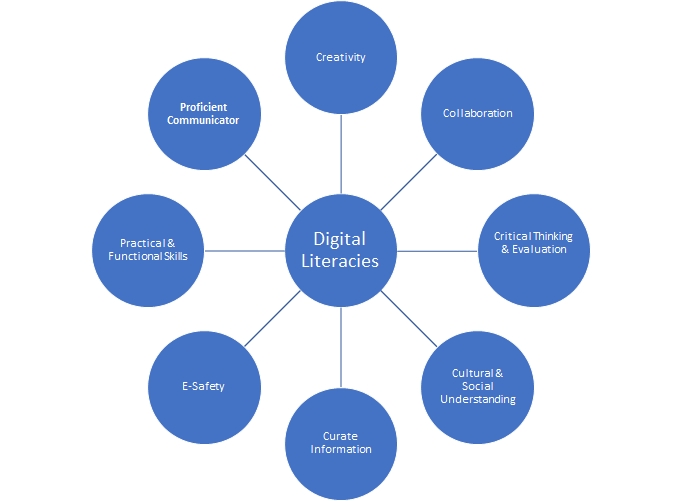 Creativity
Collaboration
Critical Thinking
& Evaluation
Cultural &
Social
Understanding
Curate
Information
E-Safety
Practical &
Functional Skills
Proficient
Communicator
Digital
Literacies